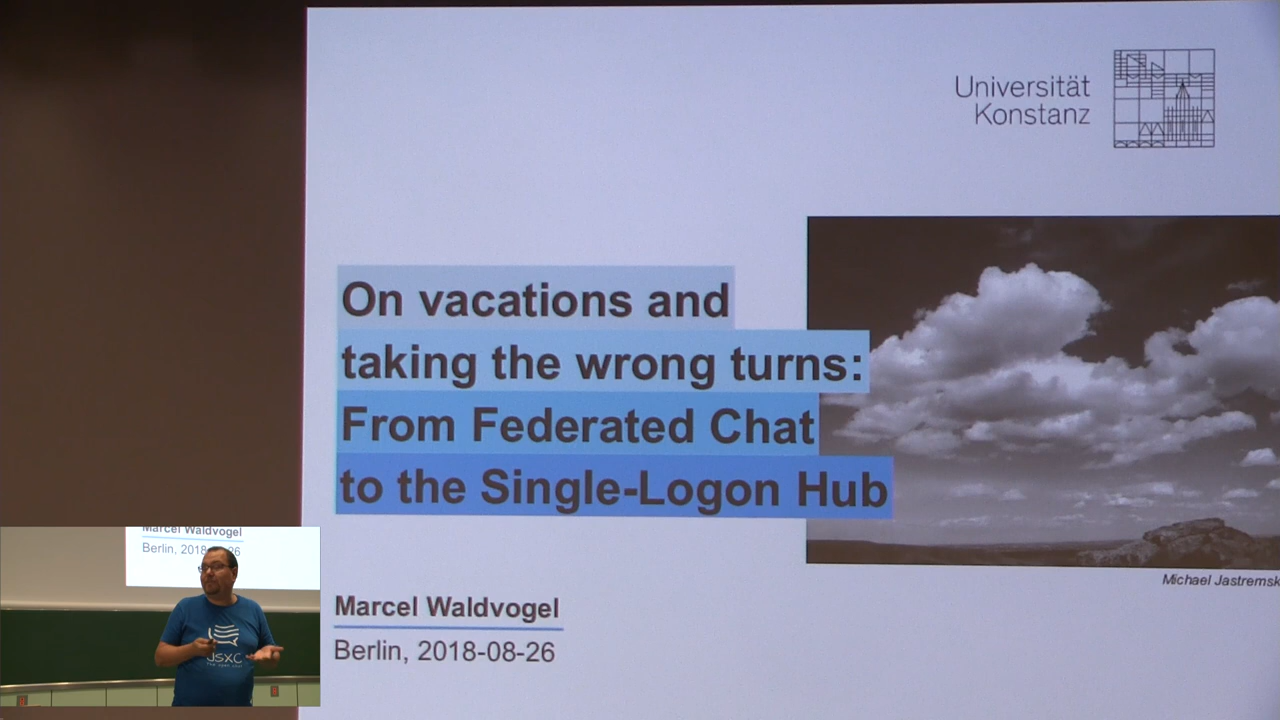 Universität
Konstanz
On vacations and
taking the wrong turns:
From Federated Chat
to the Single-Logon Hub
Michael Jastremsk
Marcel Waldvogel
Berlin, 2018-08-26
Marcel Waldvogel
Berlin, 2018 26
JSXC